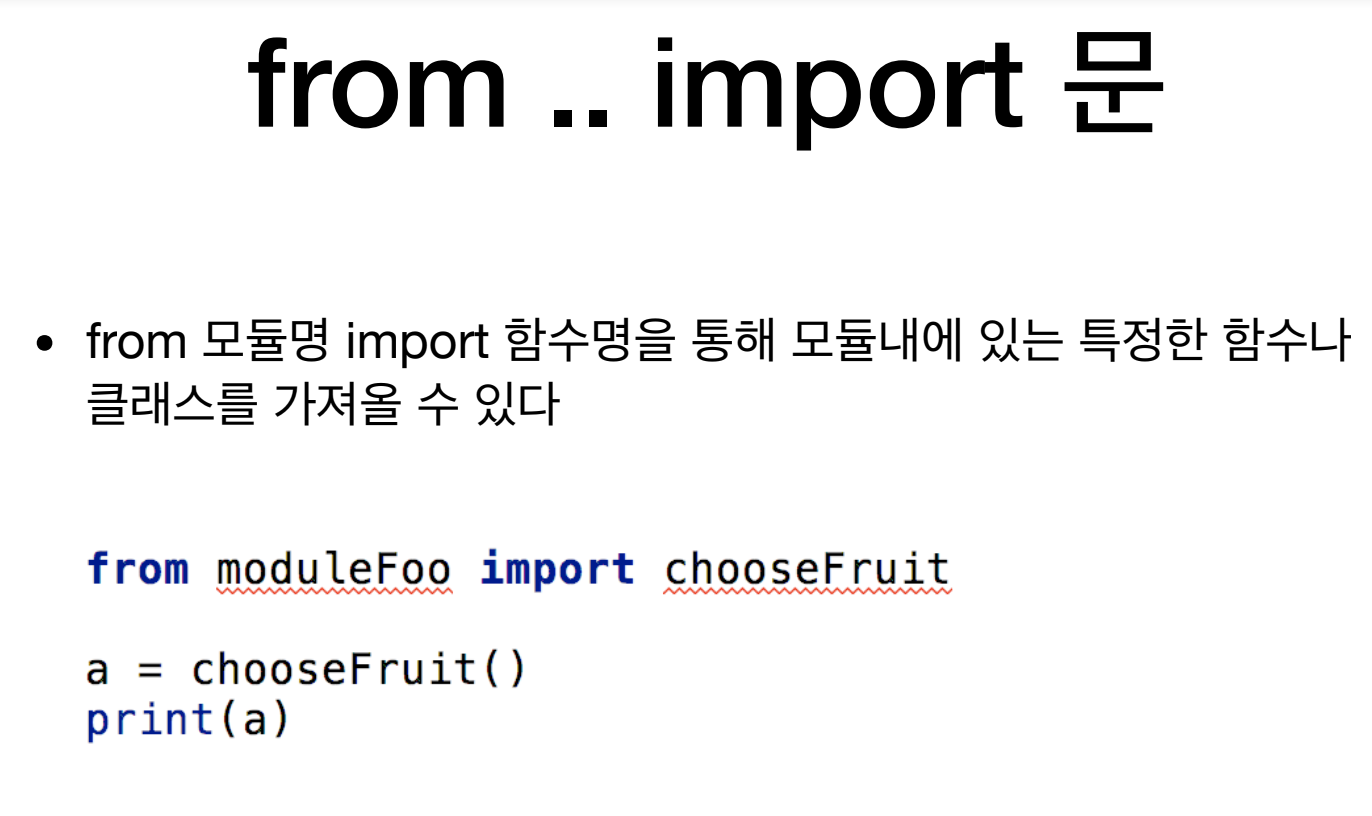 from .. import 문
• from 모듈명 import 함수명을 통해 모듈내에 있는 특정한 함수나
클래스를 가져올 수 있다
from moduleFoo import chooseFruit
a = chooseFruit()
print(a)